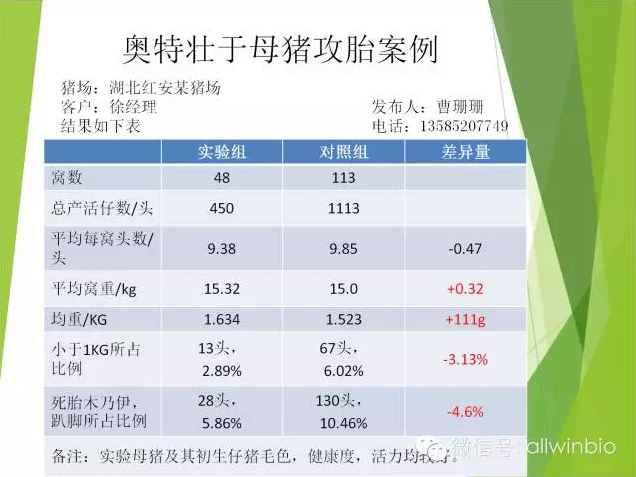 奥特壮于母猪攻胎案例
猪场：湖北红安某猪场
客户：徐经理 发布人：曹珊珊
结果如下表 电话：13585207749
实验组 对照组 差异量
窝数 48 113
总产活仔数/头 450 1113
平均每窝头数/
头 9.38 9.85 -0.47
平均窝重/kg 15.32 15.0 +0.32
均重/KG 1.634 1.523 +111g
小于1KG所占 13头， 67头，
比例 2.89% 6.02% -3.13%
死胎木乃伊， 28头， 130头，
趴脚所占比例 5.86% 10.46% -4.6%
备注：实验母猪及其初生仔猪毛色，健康度，活力均较好。
微信号: allwinbio